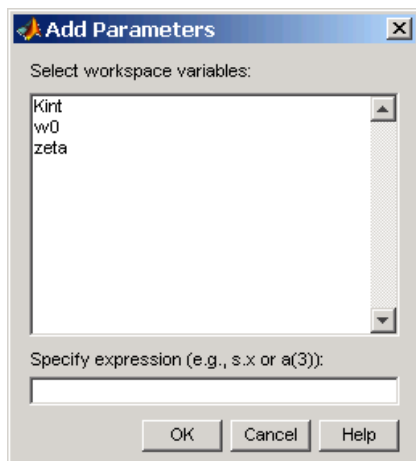 Add Parameters
Select workspace variables:
Kint
w0
zeta
Specify expression (e.g., s.x or a(3)):
OK Cancel Help